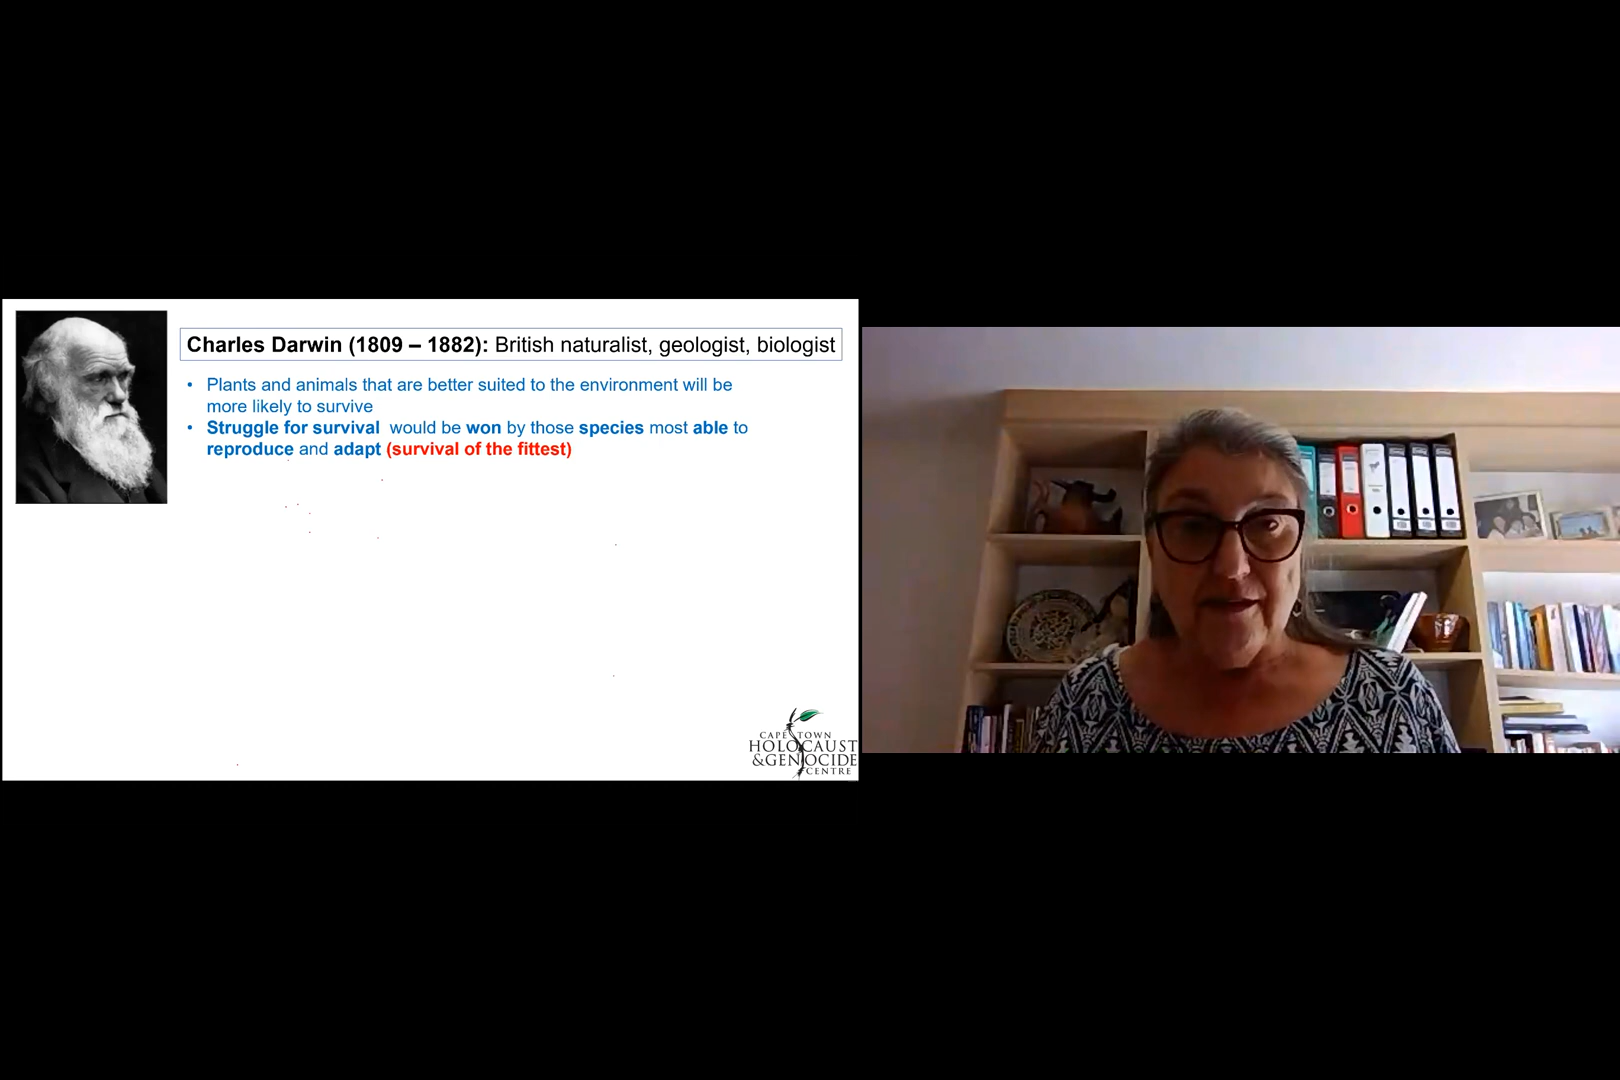 Charles Darwin (1809 – 1882): British naturalist, geologist, biologist
• Plants and animals that are better suited to the environment will be
more likely to survive
• Struggle for survival would be won by those species most able to
reproduce and adapt (survival of the fittest)
CAPE TOWN
HOLOCAUST
&GENOCIDE
CENTRE